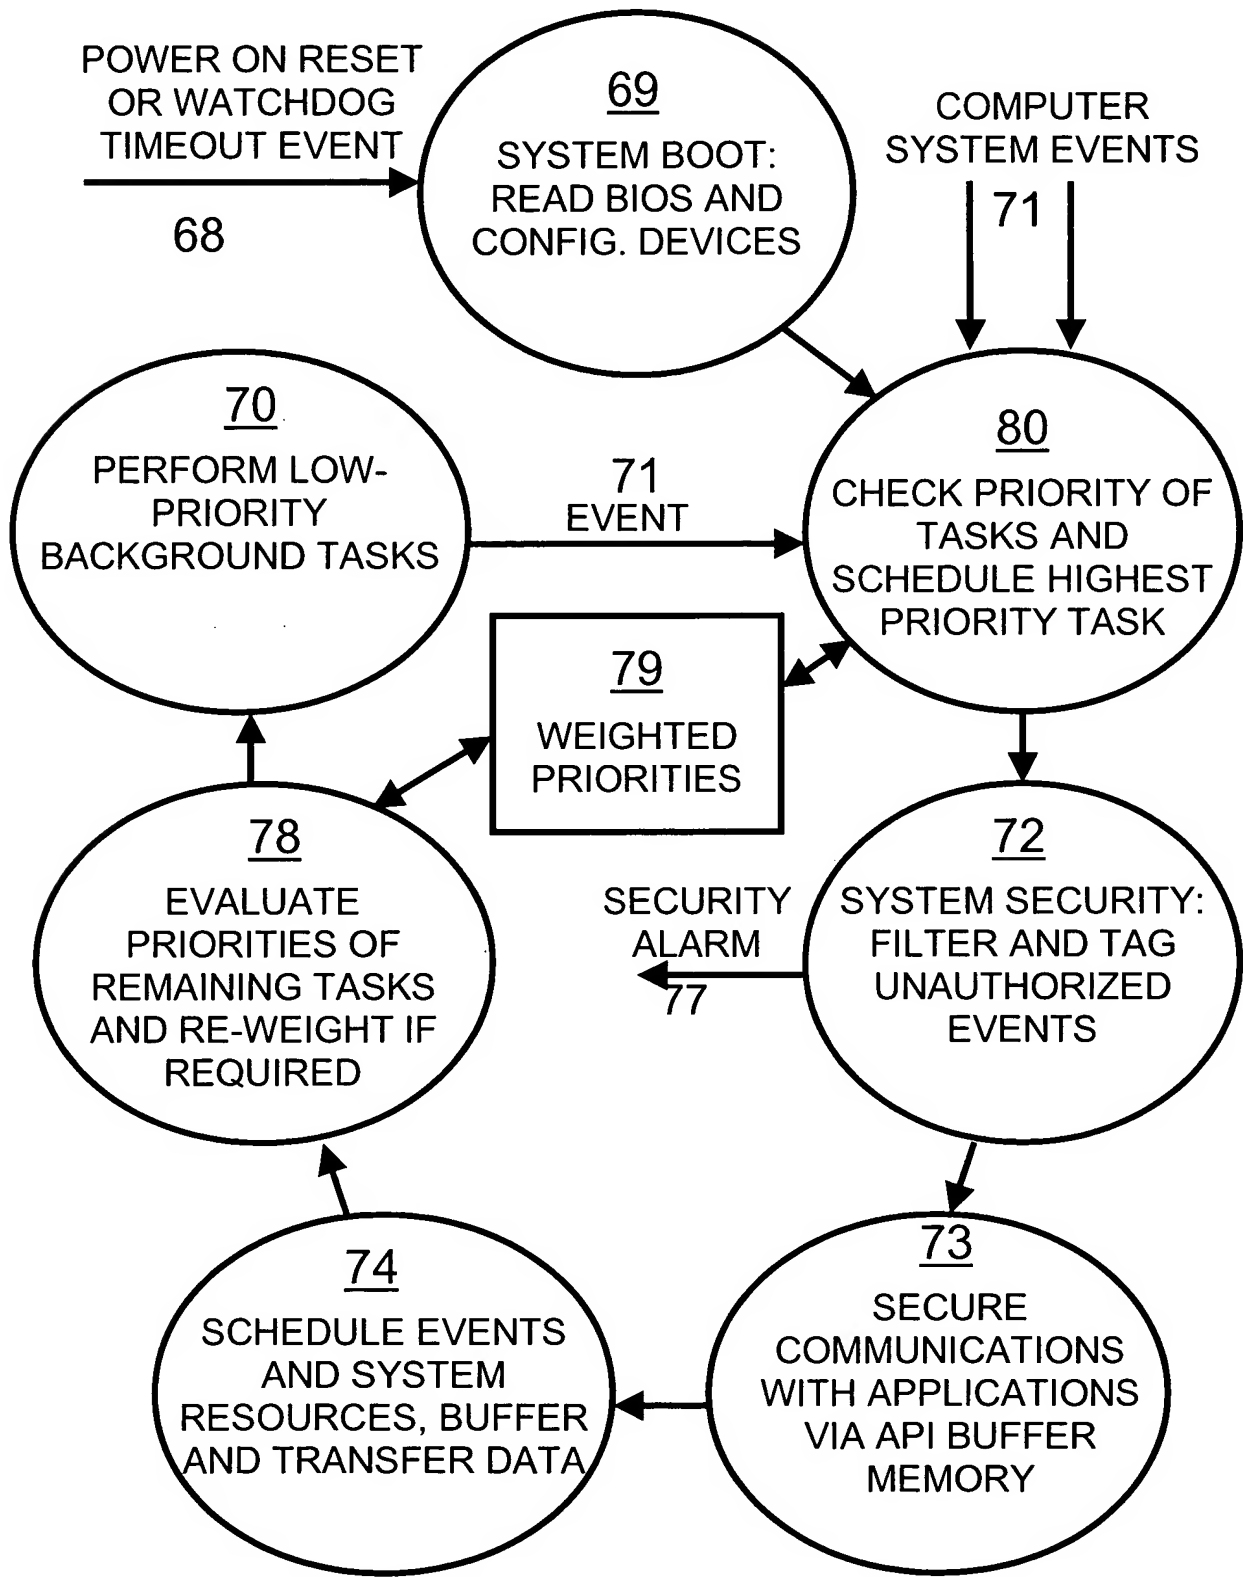 POWER ON RESET
OR WATCHDOG
TIMEOUT EVENT
68
69
SYSTEM BOOT:
READ BIOS AND
CONFIG. DEVICES
COMPUTER
SYSTEM EVENTS
71
70
PERFORM LOW-
PRIORITY
BACKGROUND TASKS
71
EVENT
80
CHECK PRIORITY OF
TASKS AND
SCHEDULE HIGHEST
PRIORITY TASK
79
WEIGHTED
PRIORITIES
78
EVALUATE
PRIORITIES OF
REMAINING TASKS
AND RE-WEIGHT IF
REQUIRED
SECURITY
ALARM
77
72
SYSTEM SECURITY:
FILTER AND TAG
UNAUTHORIZED
EVENTS
74
SCHEDULE EVENTS
AND SYSTEM
RESOURCES, BUFFER
AND TRANSFER DATA
73
SECURE
COMMUNICATIONS
WITH APPLICATIONS
VIA API BUFFER
MEMORY